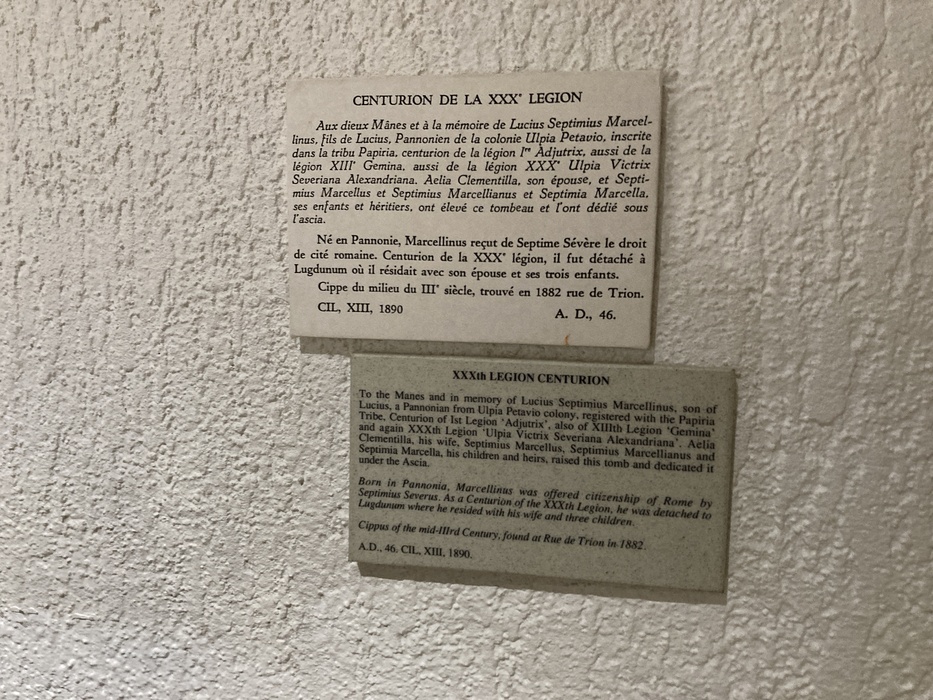 CENTURION DE LA XXXᵉ LEGION
Aux dieux Mânes et à la mémoire de Lucius Septimius Marcel-
linus, fils de Lucius, Pannonien de la colonie Ulpia Petavio, inscrite
dans la tribu Papiria, centurion de la légion Iʳᵉ Adjutrix, aussi de la
légion XIIIᵉ Gemina, aussi de la légion XXXᵉ Ulpia Victrix
Severiana Alexandriana. Aelia Clementilla, son épouse, et Septi-
mius Marcellus et Septimius Marcellianus et Septimia Marcella,
ses enfants et héritiers, ont élevé ce tombeau et l'ont dédié sous
l'ascia.
Né en Pannonie, Marcellinus reçut de Septime Sévère le droit
de cité romaine. Centurion de la XXXᵉ légion, il fut détaché à
Lugdunum où il résidait avec son épouse et ses trois enfants.
Cippe du milieu du IIIᵉ siècle, trouvé en 1882 rue de Trion.
CIL, XIII, 1890 A. D., 46.
XXXth LEGION CENTURION
To the Manes and in memory of Lucius Septimius Marcellinus, son of
Lucius, a Pannonian from Ulpia Petavio colony, registered with the Papiria
Tribe, Centurion of Ist Legion 'Adjutrix', also of XIIIth Legion 'Gemina'
and again XXXth Legion 'Ulpia Victrix Severiana Alexandriana'. Aelia
Clementilla, his wife, Septimius Marcellus, Septimius Marcellianus and
Septimia Marcella, his children and heirs, raised this tomb and dedicated it
under the Ascia.
Born in Pannonia, Marcellinus was offered citizenship of Rome by
Septimius Severus. As a Centurion of the XXXth Legion, he was detached to
Lugdunum where he resided with his wife and three children.
Cippus of the mid-IIIrd Century, found at Rue de Trion in 1882.
A.D., 46. CIL, XIII, 1890.